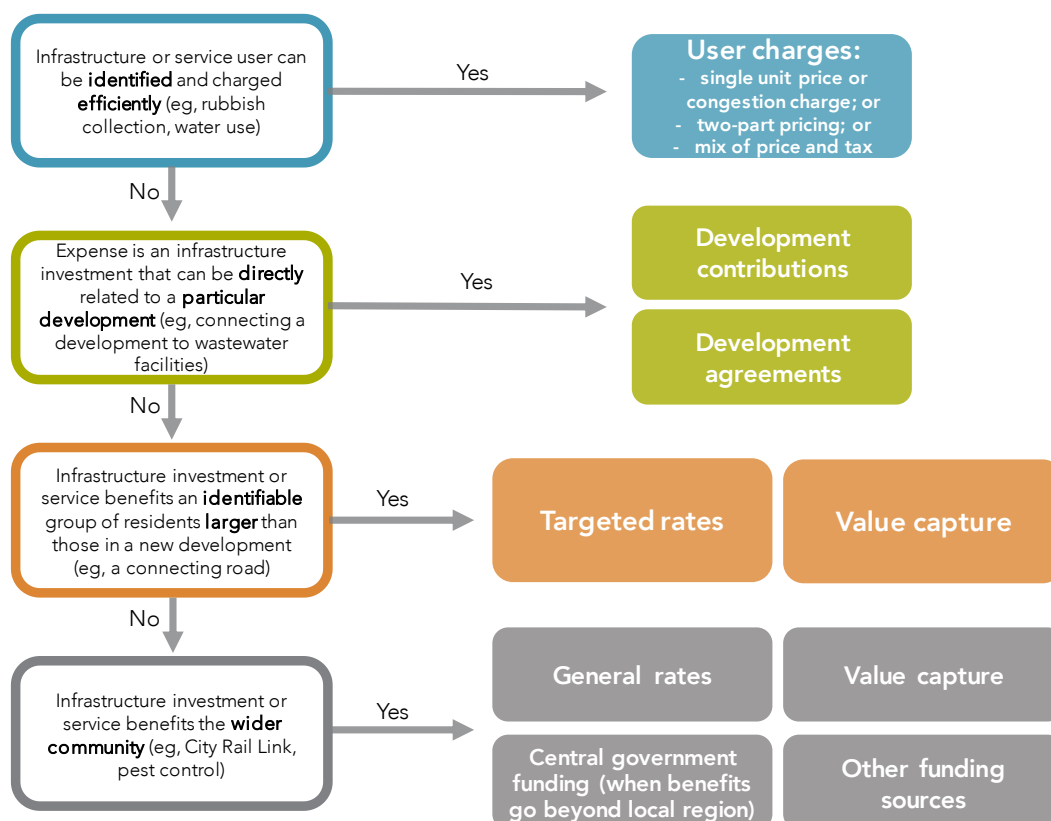 Infrastructure or service user can
be identified and charged
efficiently (eg, rubbish
collection, water use)
Yes
User charges:
- single unit price or
congestion charge; or
- two-part pricing; or
- mix of price and tax
No
Expense is an infrastructure
investment that can be directly
related to a particular
development (eg, connecting a
development to wastewater
facilities)
Yes
Development
contributions
Development
agreements
No
Infrastructure investment or
service benefits an identifiable
group of residents larger than
those in a new development
(eg, a connecting road)
Yes
Targeted rates
Value capture
No
Infrastructure investment or
service benefits the wider
community (eg, City Rail Link,
pest control)
Yes
General rates
Value capture
Central government
funding (when benefits
go beyond local region)
Other funding
sources